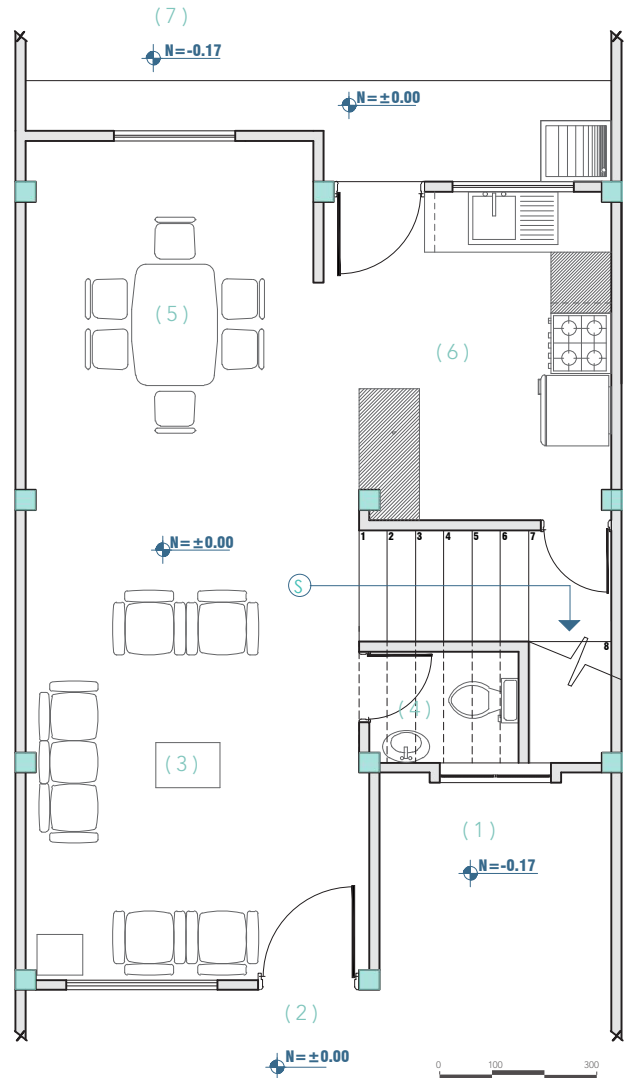 (7)
N=-0.17
N=±0.00
(5)
(6)
N=±0.00
1 2 3 4 5 6 7
S
8
(4)
(3)
(1)
N=-0.17
(2)
N=±0.00
0 100 300